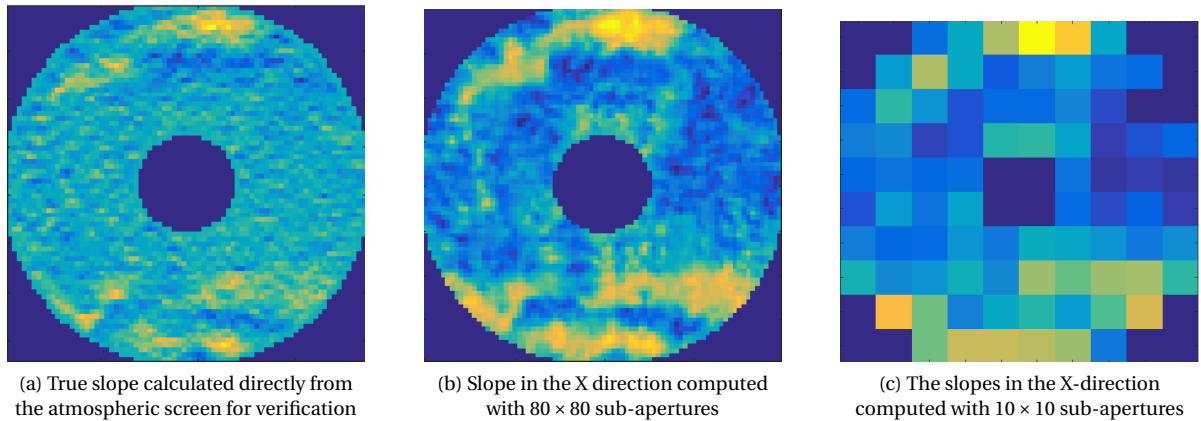 (a) True slope calculated directly from
the atmospheric screen for verification
(b) Slope in the X direction computed
with 80 × 80 sub-apertures
(c) The slopes in the X-direction
computed with 10 × 10 sub-apertures